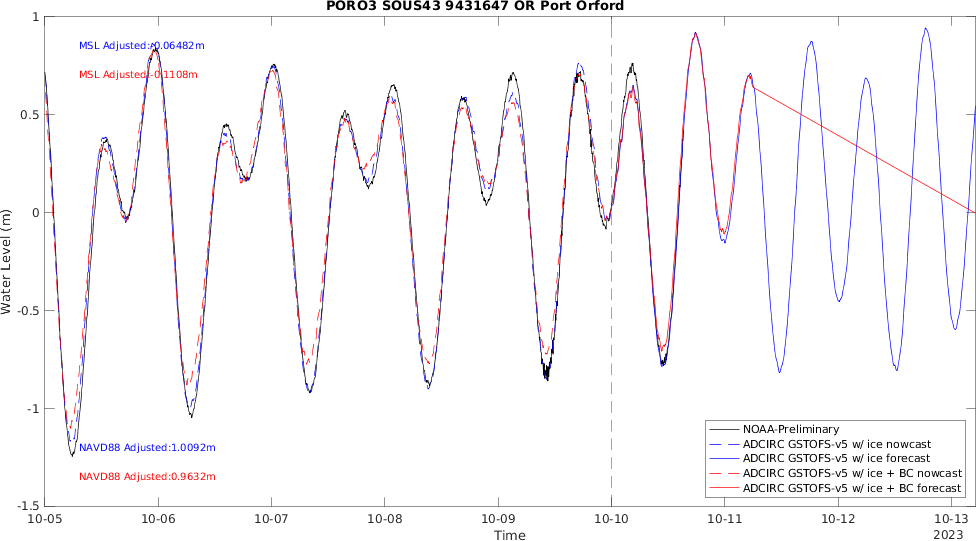 PORO3 SOUS43 9431647 OR Port Orford
MSL Adjusted:-0.06482m
MSL Adjusted:-0.1108m
NAVD88 Adjusted:1.0092m
NAVD88 Adjusted:0.9632m
Water Level (m)
1
0.5
0
-0.5
-1
-1.5
NOAA-Preliminary
ADCIRC GSTOFS-v5 w/ ice nowcast
ADCIRC GSTOFS-v5 w/ ice forecast
ADCIRC GSTOFS-v5 w/ ice + BC nowcast
ADCIRC GSTOFS-v5 w/ ice + BC forecast
10-05 10-06 10-07 10-08 10-09 10-10 10-11 10-12 10-13
Time
2023